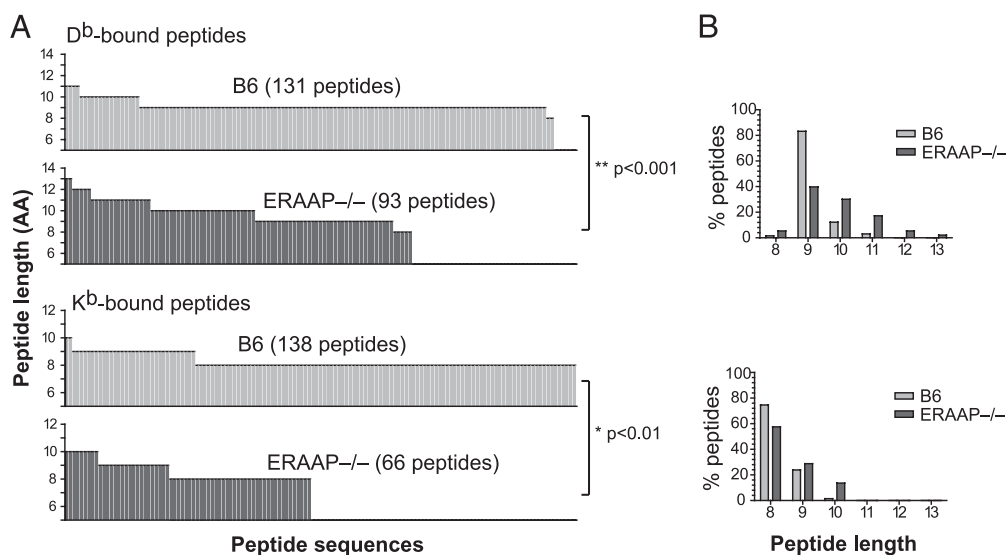 A
B
Dᵇ-bound peptides
14
12
10
8
6
B6 (131 peptides)
14
12
10
8
6
ERAAP–/– (93 peptides)
** p<0.001
Peptide length (AA)
Kᵇ-bound peptides
12
10
8
6
B6 (138 peptides)
12
10
8
6
ERAAP–/– (66 peptides)
* p<0.01
Peptide sequences
100
80
60
40
20
0
% peptides
B6
ERAAP–/–
8 9 10 11 12 13
100
80
60
40
20
0
% peptides
B6
ERAAP–/–
8 9 10 11 12 13
Peptide length